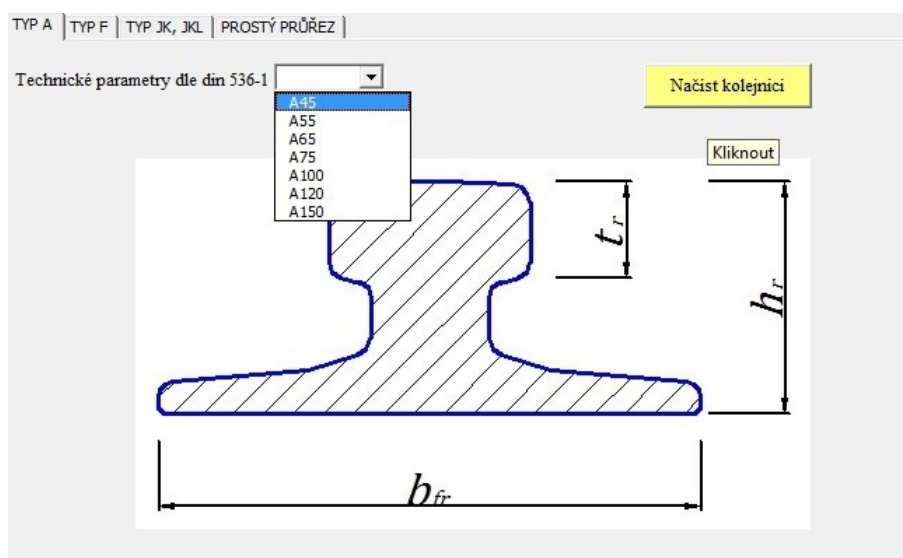 TYP A TYP F TYP JK, JKL PROSTÝ PRŮŘEZ
Technické parametry dle din 536-1
Načíst kolejnici
A45
A55
A65
A75
A100
A120
A150
Kliknout
t r
h r
b fr